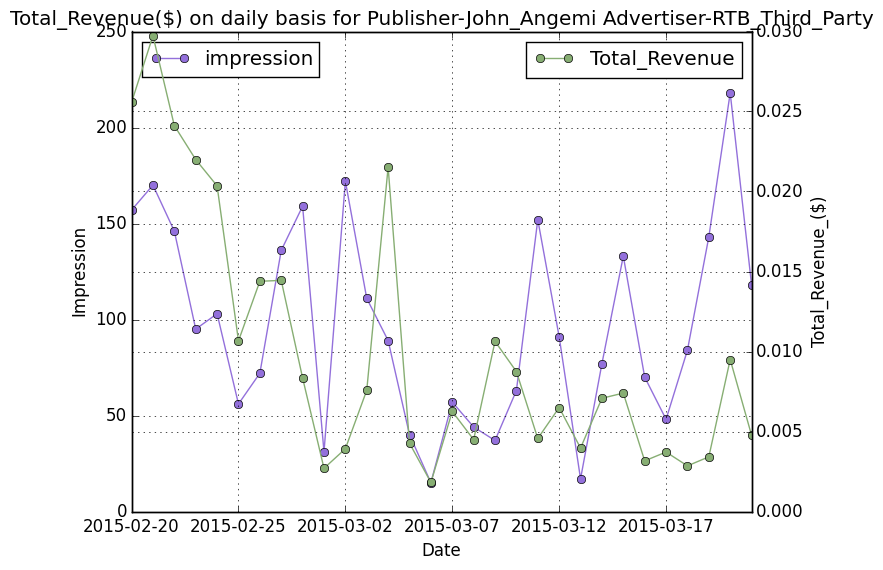 Total_Revenue($) on daily basis for Publisher-John_Angemi Advertiser-RTB_Third_Party
impression
Total_Revenue
250
200
150
100
50
0
Impression
0.030
0.025
0.020
0.015
0.010
0.005
0.000
Total_Revenue_($)
2015-02-20 2015-02-25 2015-03-02 2015-03-07 2015-03-12 2015-03-17
Date